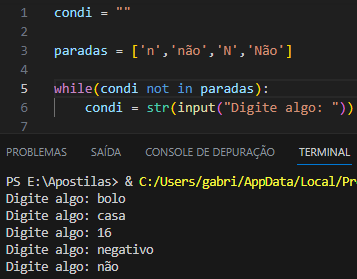 1 condi = ""
2
3 paradas = ['n','não','N','Não']
4
5 while(condi not in paradas):
6 condi = str(input("Digite algo: "))
7
PROBLEMAS SAÍDA CONSOLE DE DEPURAÇÃO TERMINAL
PS E:\Apostilas> & C:/Users/gabri/AppData/Local/Pr
Digite algo: bolo
Digite algo: casa
Digite algo: 16
Digite algo: negativo
Digite algo: não